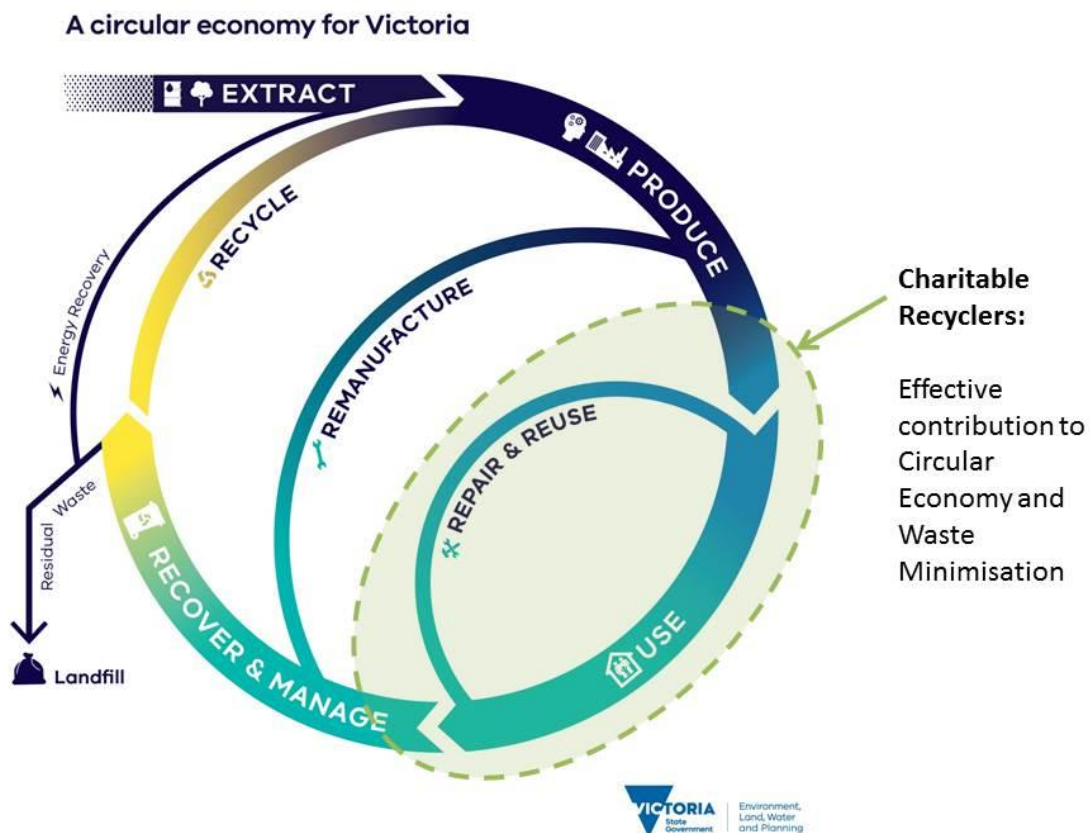 A circular economy for Victoria
EXTRACT
PRODUCE
RECYCLE
Energy Recovery
REMANUFACTURE
REPAIR & REUSE
Charitable
Recyclers:
Effective
contribution to
Circular
Economy and
Waste
Minimisation
Residual Waste
RECOVER & MANAGE
USE
Landfill
VICTORIA
State
Government
Environment,
Land, Water
and Planning